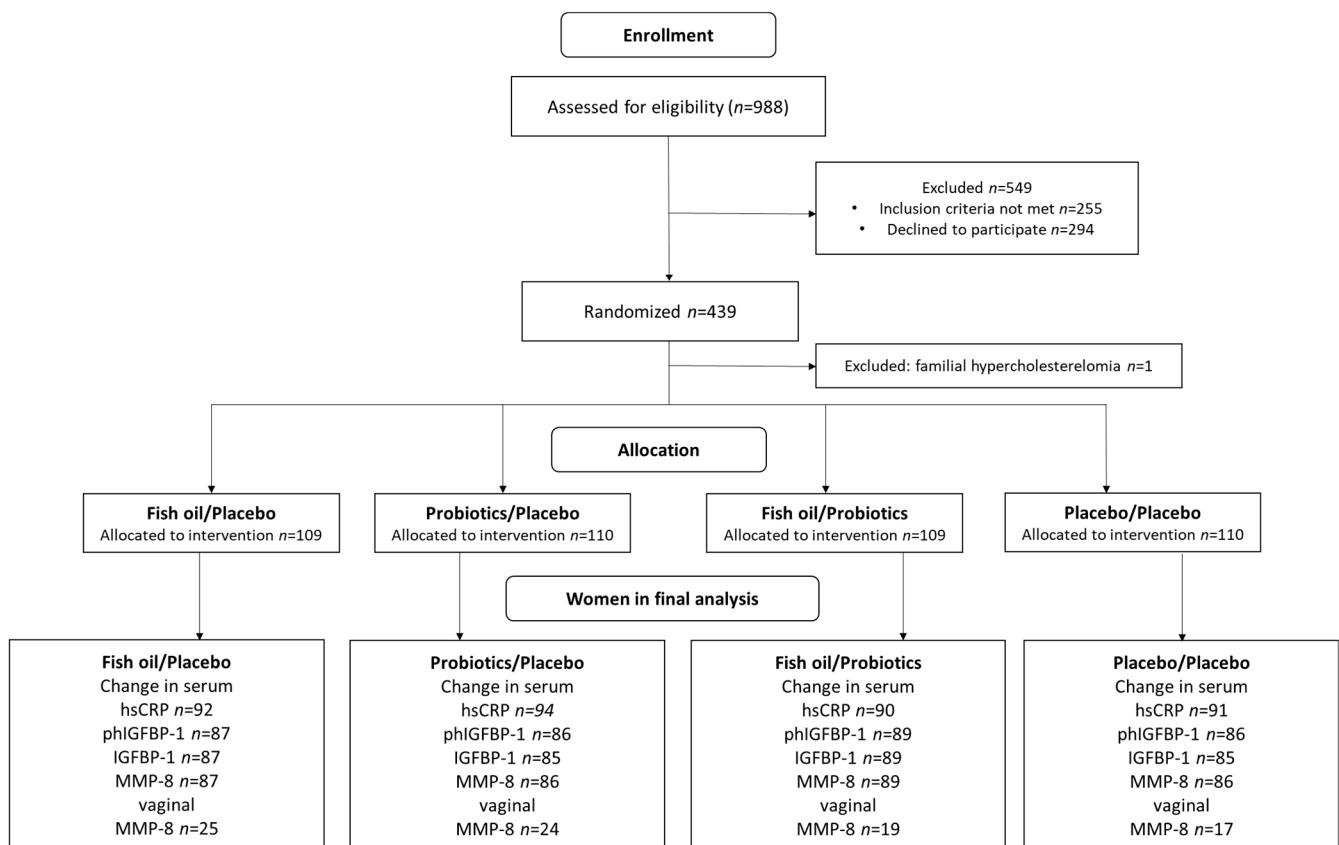 Enrollment
Assessed for eligibility (n=988)
Excluded n=549
• Inclusion criteria not met n=255
• Declined to participate n=294
Randomized n=439
Excluded: familial hypercholesterelomia n=1
Allocation
Fish oil/Placebo
Allocated to intervention n=109
Probiotics/Placebo
Allocated to intervention n=110
Fish oil/Probiotics
Allocated to intervention n=109
Placebo/Placebo
Allocated to intervention n=110
Women in final analysis
Fish oil/Placebo
Change in serum
hsCRP n=92
phIGFBP-1 n=87
IGFBP-1 n=87
MMP-8 n=87
vaginal
MMP-8 n=25
Probiotics/Placebo
Change in serum
hsCRP n=94
phIGFBP-1 n=86
IGFBP-1 n=85
MMP-8 n=86
vaginal
MMP-8 n=24
Fish oil/Probiotics
Change in serum
hsCRP n=90
phIGFBP-1 n=89
IGFBP-1 n=89
MMP-8 n=89
vaginal
MMP-8 n=19
Placebo/Placebo
Change in serum
hsCRP n=91
phIGFBP-1 n=86
IGFBP-1 n=85
MMP-8 n=86
vaginal
MMP-8 n=17